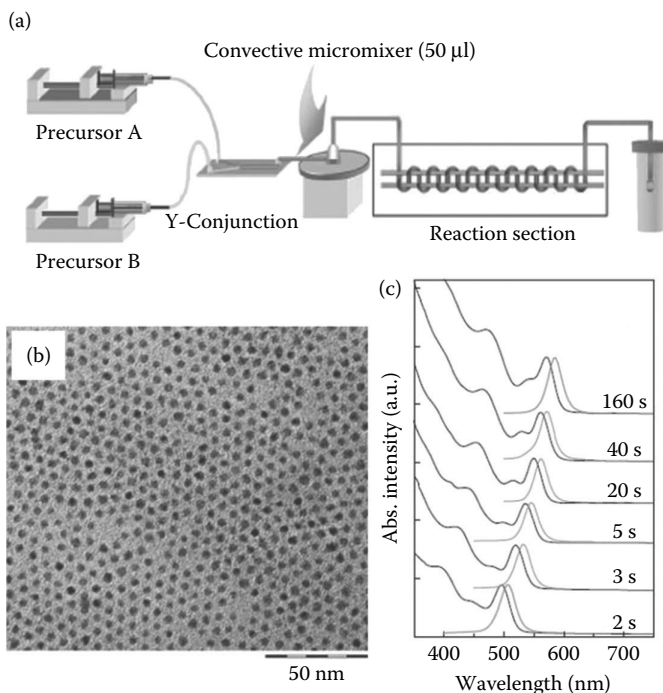 (a)
Convective micromixer (50 µl)
Precursor A
Y-Conjunction
Precursor B
Reaction section
(b)
50 nm
(c)
Abs. intensity (a.u.)
160 s
40 s
20 s
5 s
3 s
2 s
400 500 600 700
Wavelength (nm)